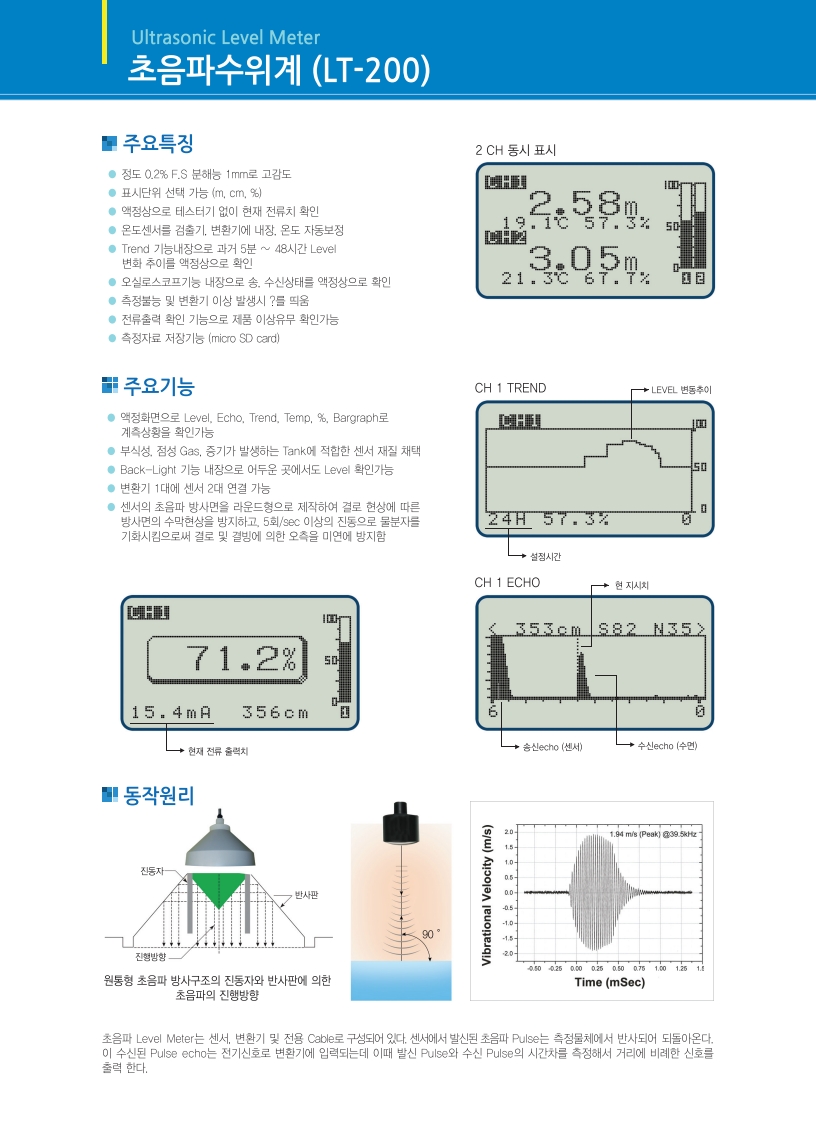 Ultrasonic Level Meter
초음파수위계 (LT-200)
주요특징
정도 0.2% F.S 분해능 1mm로 고감도
표시단위 선택 가능 (m, cm, %)
액정상으로 테스터기 없이 현재 전류치 확인
온도센서를 검출기, 변환기에 내장, 온도 자동보정
Trend 기능내장으로 과거 5분 ~ 48시간 Level
변화 추이를 액정상으로 확인
오실로스코프기능 내장으로 송, 수신상태를 액정상으로 확인
측정불능 및 변환기 이상 발생시 ?를 띄움
전류출력 확인 기능으로 제품 이상유무 확인가능
측정자료 저장기능 (micro SD card)
2 CH 동시 표시
CH1
2.58m
19.1℃ 57.3%
CH2
3.05m
21.3℃ 67.7%
100
50
0
1 2
주요기능
액정화면으로 Level, Echo, Trend, Temp, %, Bargraph로
계측상황을 확인가능
부식성, 점성 Gas, 증기가 발생하는 Tank에 적합한 센서 재질 채택
Back-Light 기능 내장으로 어두운 곳에서도 Level 확인가능
변환기 1대에 센서 2대 연결 가능
센서의 초음파 방사면을 라운드형으로 제작하여 결로 현상에 따른
방사면의 수막현상을 방지하고, 5회/sec 이상의 진동으로 물분자를
기화시킴으로써 결로 및 결빙에 의한 오측을 미연에 방지함
CH 1 TREND
LEVEL 변동추이
CH1
100
50
0
24H 57.3% 0
설정시간
CH1
71.2%
15.4mA 356cm
100
50
0
1
현재 전류 출력치
CH 1 ECHO
현 지시치
< 353cm S82 N35>
6 0
송신echo (센서)
수신echo (수면)
동작원리
진동자
반사판
진행방향
원통형 초음파 방사구조의 진동자와 반사판에 의한
초음파의 진행방향
90°
Vibrational Velocity (m/s)
1.94 m/s (Peak) @39.5kHz
2.0
1.5
1.0
0.5
0.0
-0.5
-1.0
-1.5
-2.0
-0.50 -0.25 0.00 0.25 0.50 0.75 1.00 1.25 1.5
Time (mSec)
초음파 Level Meter는 센서, 변환기 및 전용 Cable로 구성되어 있다. 센서에서 발신된 초음파 Pulse는 측정물체에서 반사되어 되돌아온다.
이 수신된 Pulse echo는 전기신호로 변환기에 입력되는데 이때 발신 Pulse와 수신 Pulse의 시간차를 측정해서 거리에 비례한 신호를
출력 한다.